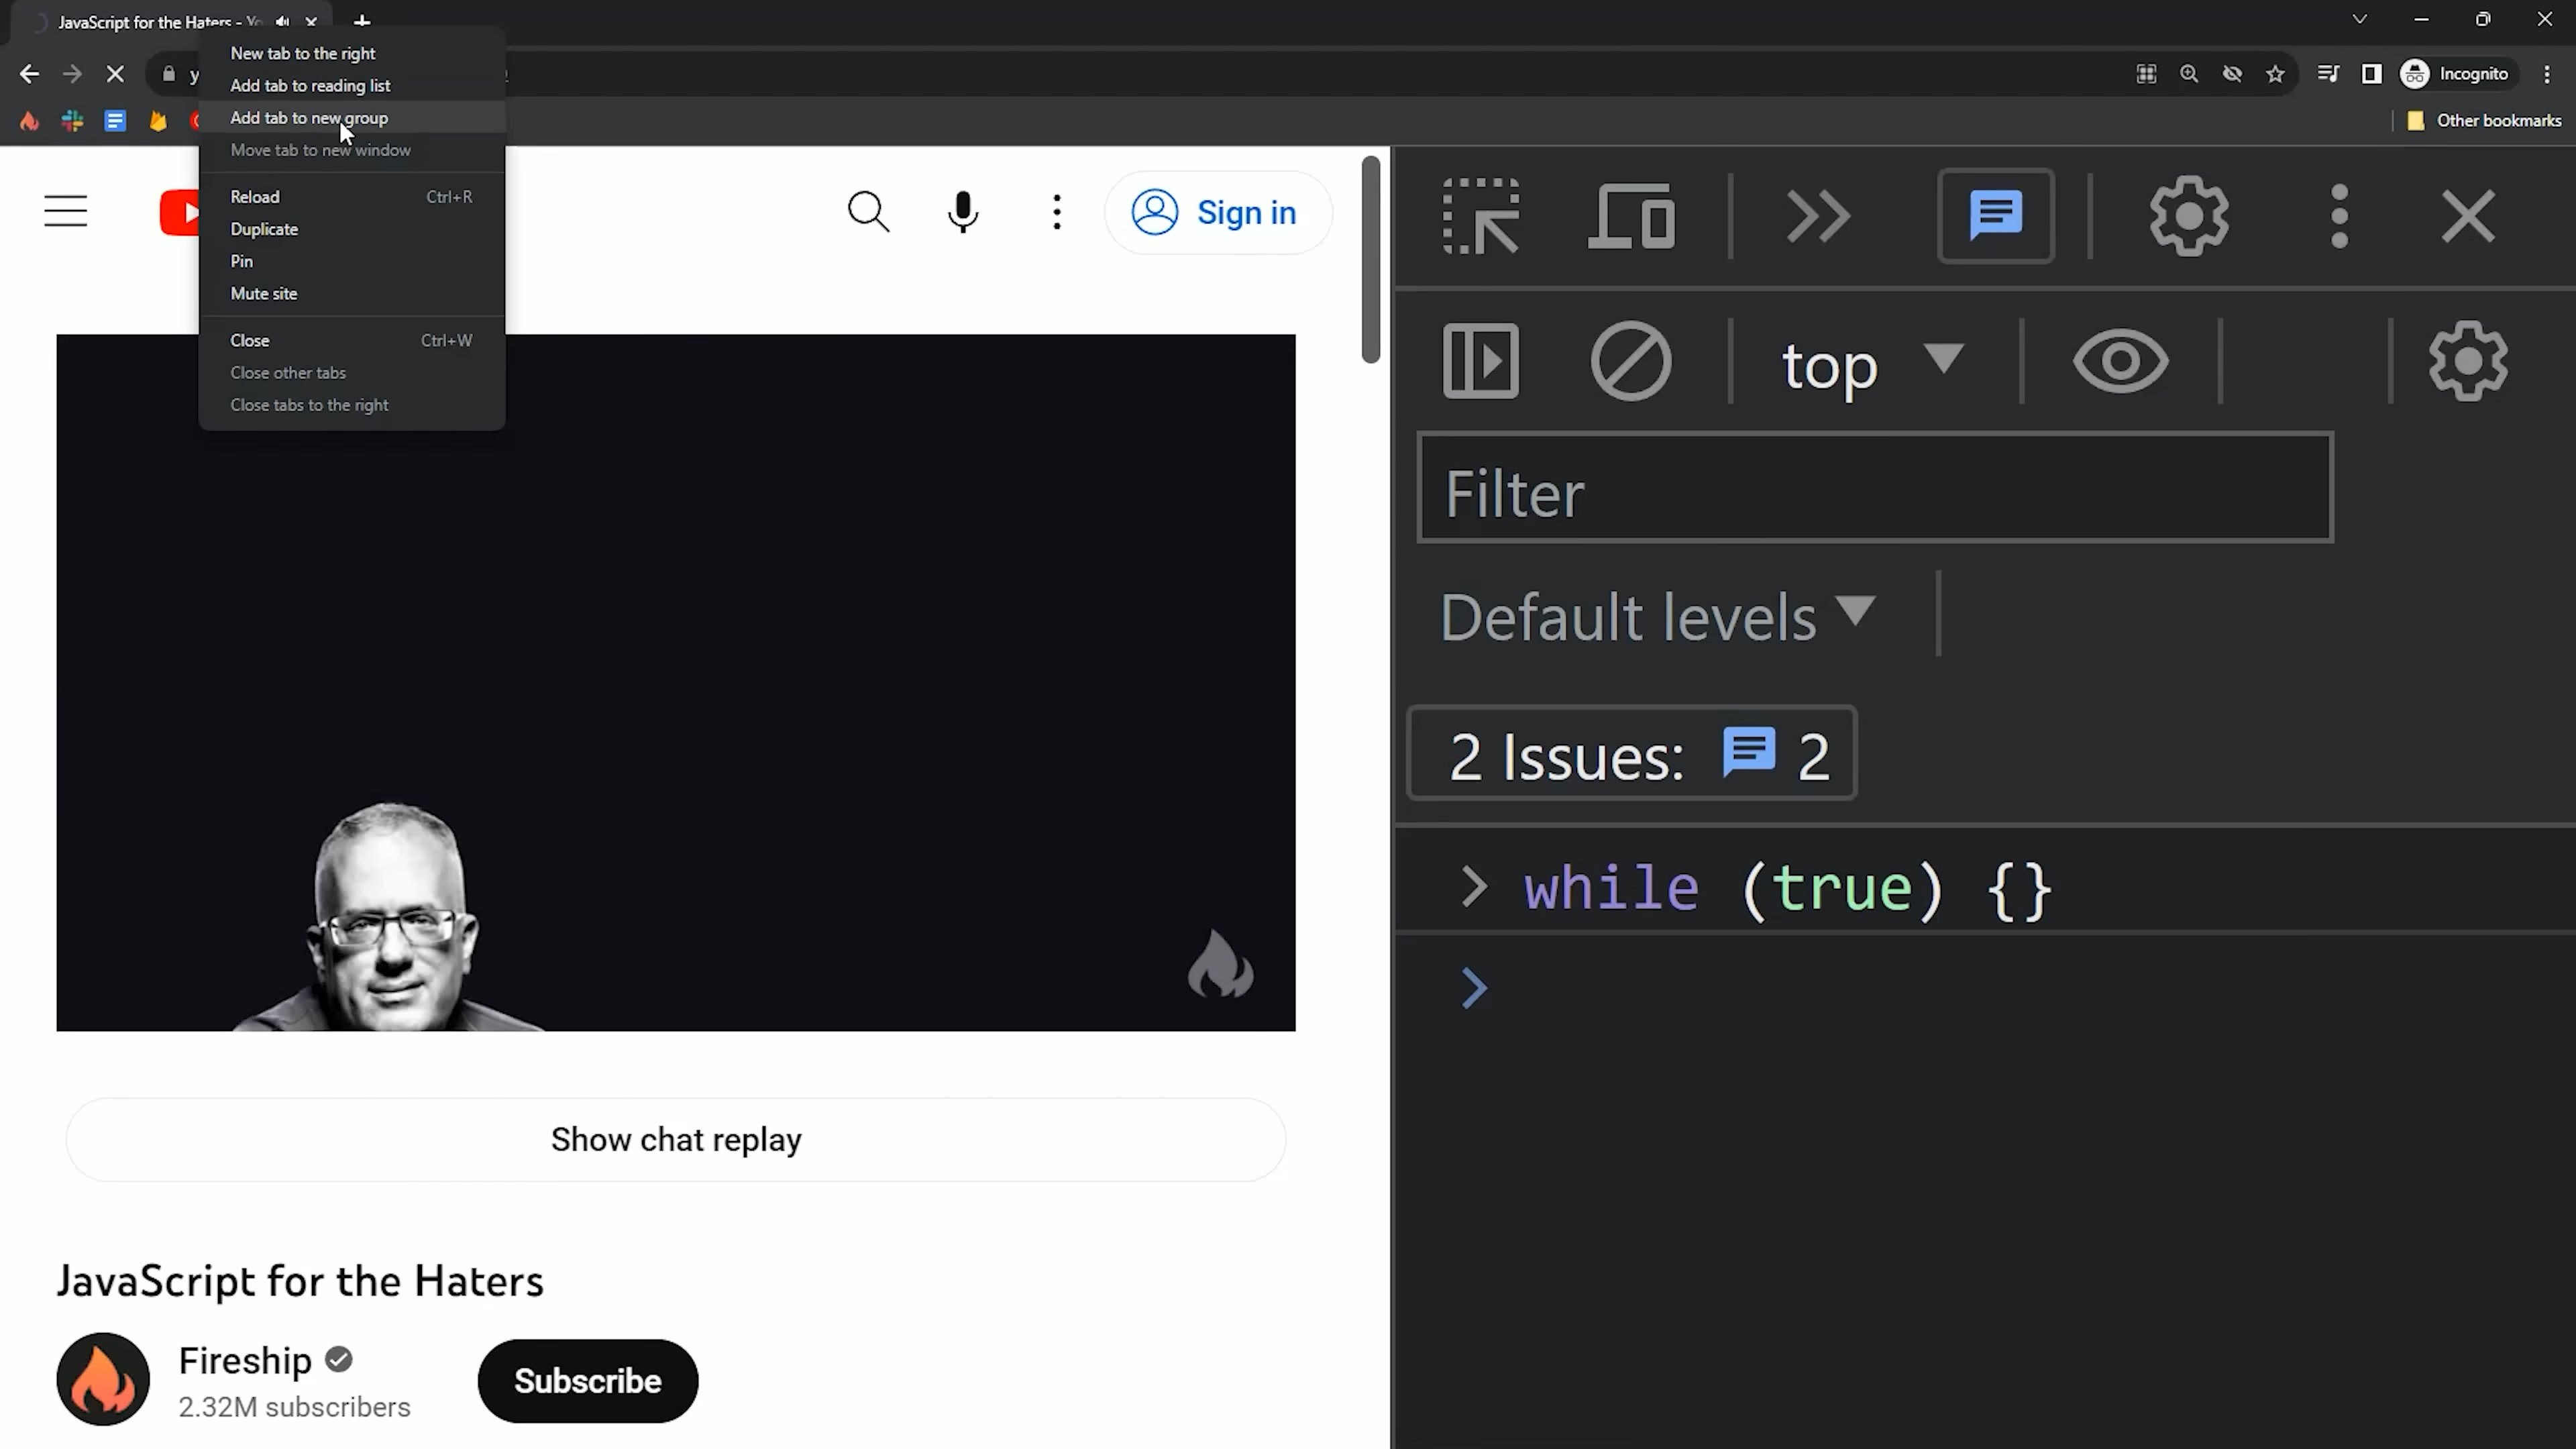 JavaScript for the Haters - Yo
New tab to the right
Add tab to reading list
Add tab to new group
Move tab to new window
Reload Ctrl+R
Duplicate
Pin
Mute site
Close Ctrl+W
Close other tabs
Close tabs to the right
y
Incognito
Other bookmarks
Sign in
top
Filter
Default levels
2 Issues: 2
> while (true) {}
>
Show chat replay
JavaScript for the Haters
Fireship
2.32M subscribers
Subscribe